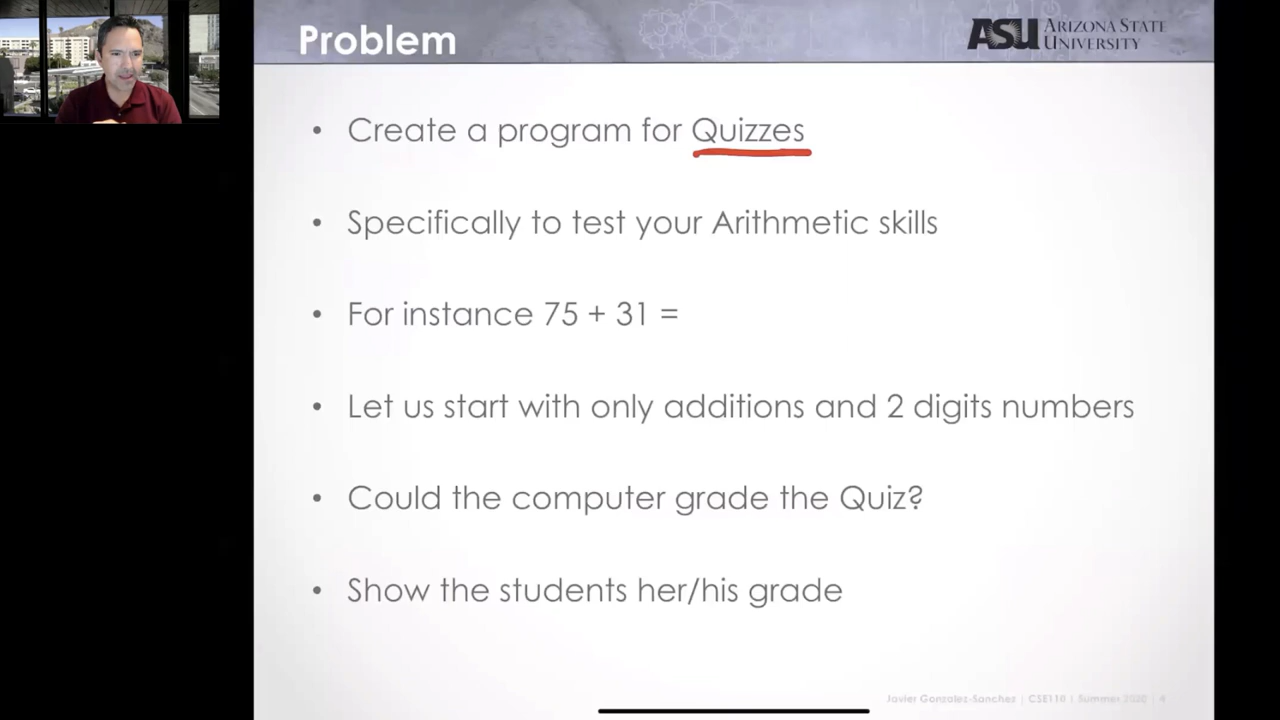 Problem
ASU ARIZONA STATE
UNIVERSITY
• Create a program for Quizzes
• Specifically to test your Arithmetic skills
• For instance 75 + 31 =
• Let us start with only additions and 2 digits numbers
• Could the computer grade the Quiz?
• Show the students her/his grade
Javier Gonzalez-Sanchez | CSE110 | Summer 2020 | 4